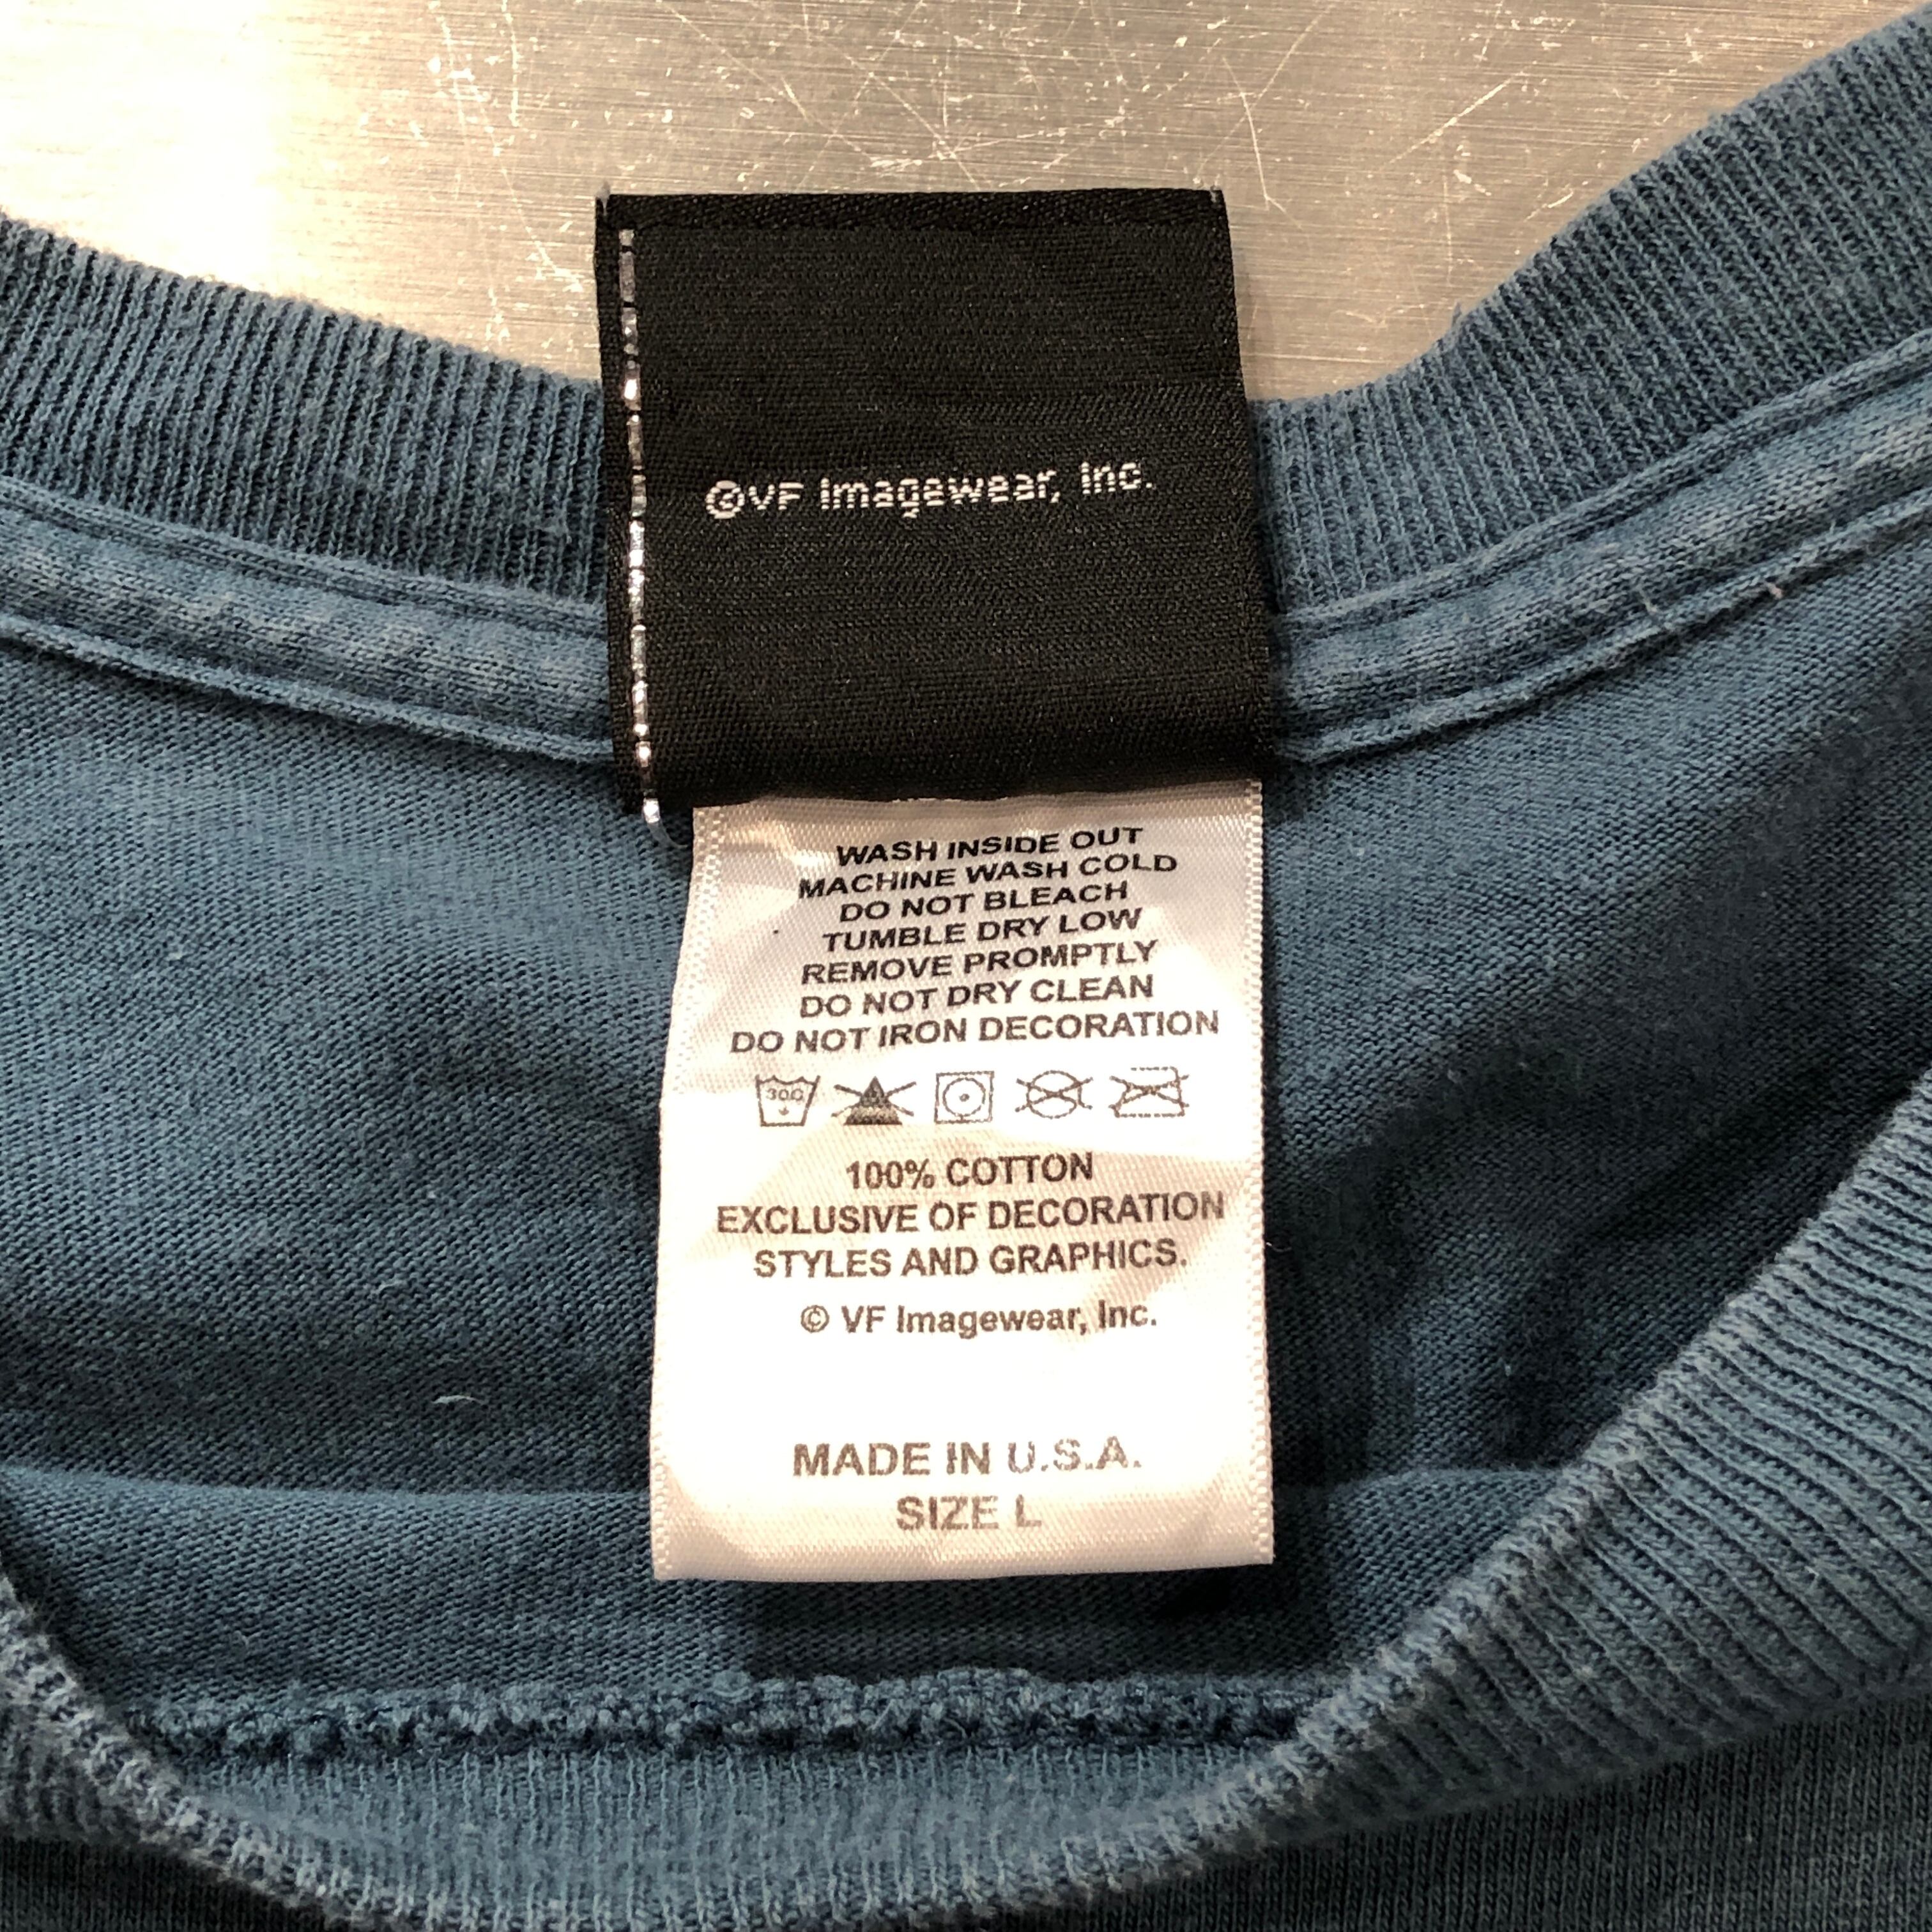 ©VF Imagewear, Inc.
WASH INSIDE OUT
MACHINE WASH COLD
DO NOT BLEACH
TUMBLE DRY LOW
REMOVE PROMPTLY
DO NOT DRY CLEAN
DO NOT IRON DECORATION
30C
100% COTTON
EXCLUSIVE OF DECORATION
STYLES AND GRAPHICS.
© VF Imagewear, Inc.
MADE IN U.S.A.
SIZE L